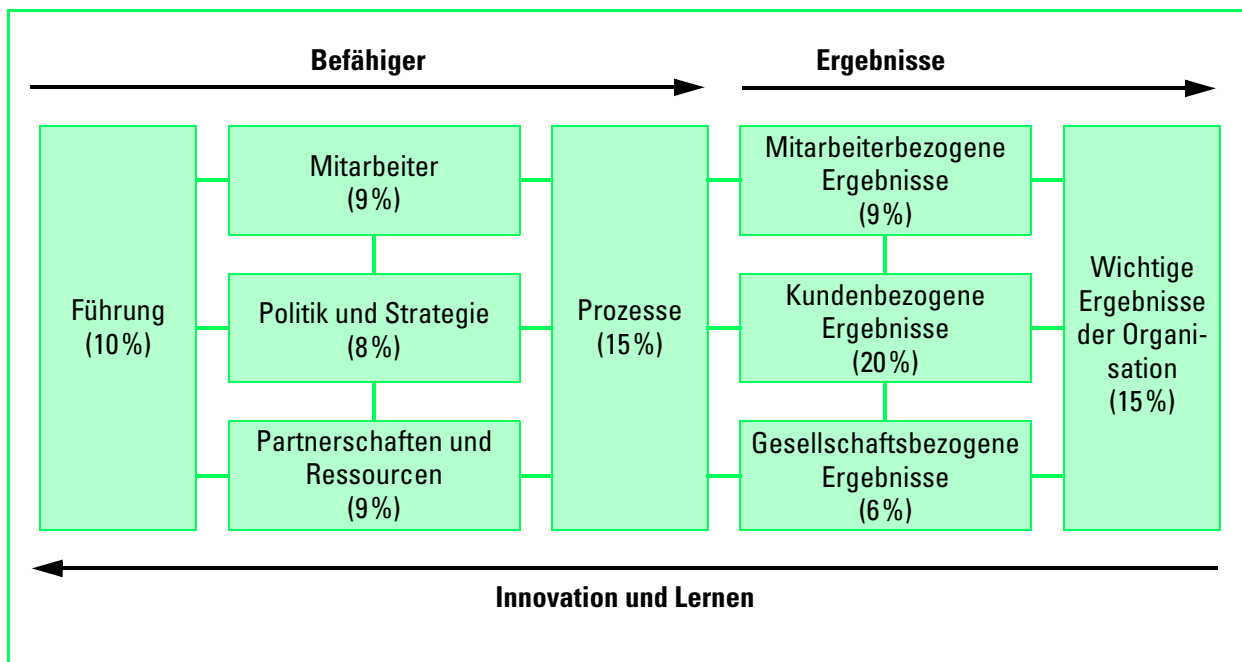 Befähiger
Ergebnisse
Führung
(10 %)
Mitarbeiter
(9 %)
Politik und Strategie
(8 %)
Partnerschaften und
Ressourcen
(9 %)
Prozesse
(15 %)
Mitarbeiterbezogene
Ergebnisse
(9 %)
Kundenbezogene
Ergebnisse
(20 %)
Gesellschaftsbezogene
Ergebnisse
(6 %)
Wichtige
Ergebnisse
der Organi-
sation
(15 %)
Innovation und Lernen